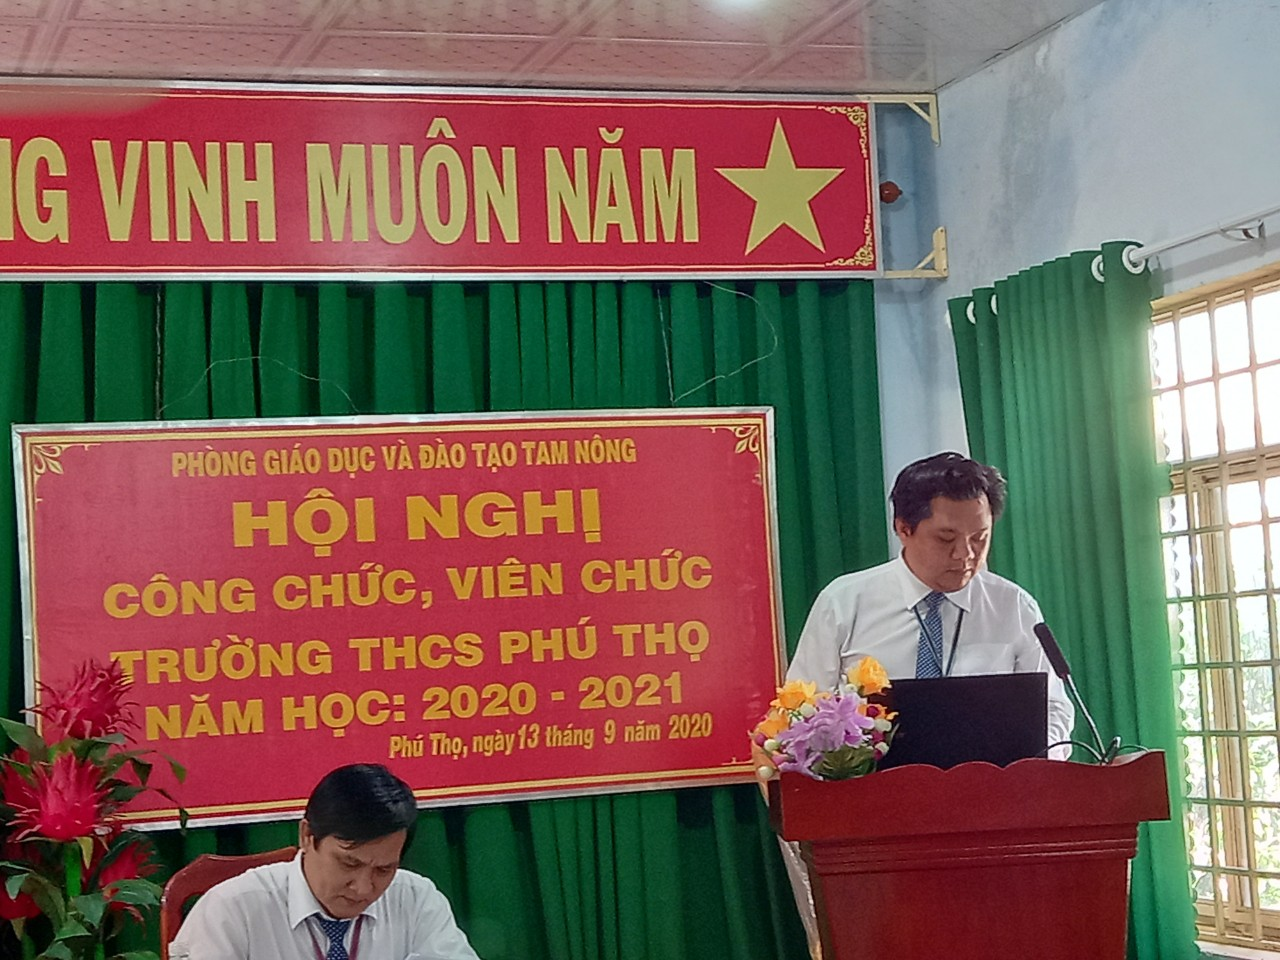 NG VINH MUÔN NĂM
PHÒNG GIÁO DỤC VÀ ĐÀO TẠO TAM NÔNG
HỘI NGHỊ
CÔNG CHỨC, VIÊN CHỨC
TRƯỜNG THCS PHÚ THỌ
NĂM HỌC: 2020 - 2021
Phú Thọ, ngày 13 tháng 9 năm 2020